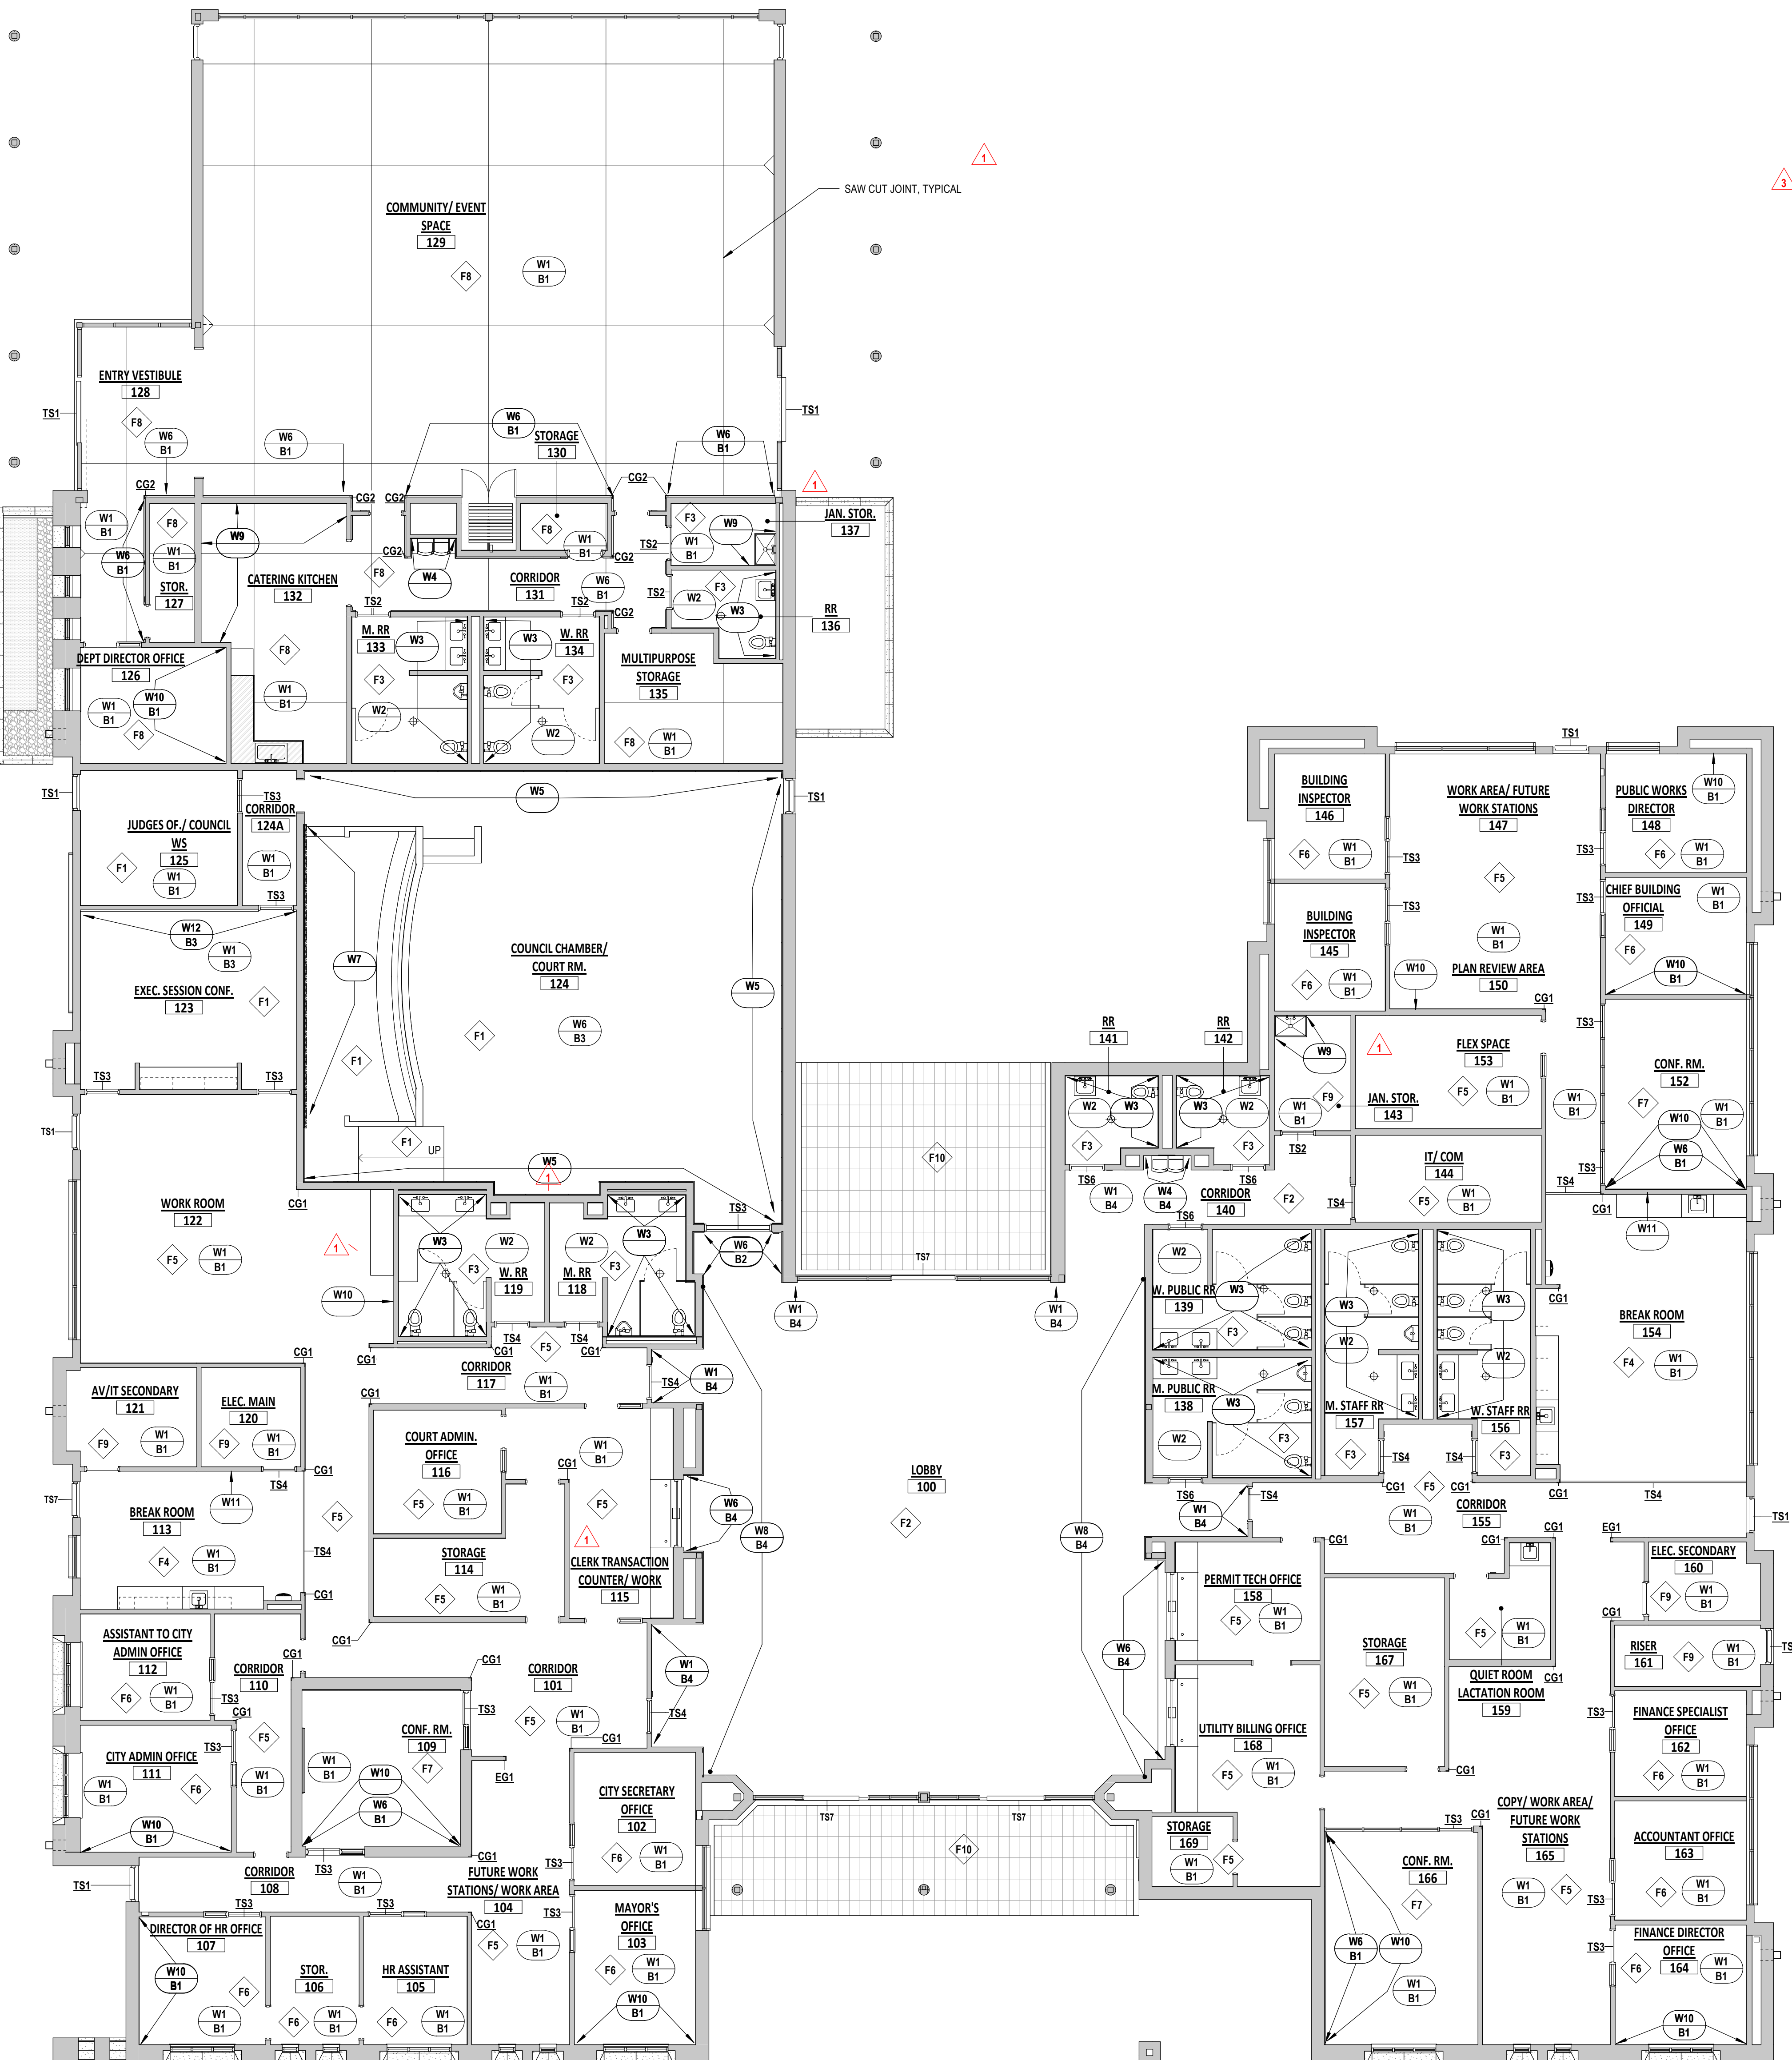 1
3
SAW CUT JOINT, TYPICAL
COMMUNITY/ EVENT
SPACE
129
F8
W1
B1
ENTRY VESTIBULE
128
TS1
F8
TS1
W6
B1
W6
B1
W6
B1
STORAGE
130
W6
B1
1
CG2
CG2
CG2
CG2
CG2
W1
B1
W6
B1
F8
W1
B1
STOR.
127
W9
CATERING KITCHEN
132
F8
W1
B1
W4
CG2
F8
F8
W1
B1
CG2
CORRIDOR
131
W6
B1
CG2
TS2
TS2
TS2
TS2
F3
W1
B1
W9
JAN. STOR.
137
F3
W2
W3
RR
136
M. RR
133
W3
F3
W2
W3
W. RR
134
F3
W2
MULTIPURPOSE
STORAGE
135
F8
W1
B1
DEPT DIRECTOR OFFICE
126
W1
B1
W10
B1
F8
TS1
TS3
JUDGES OF./ COUNCIL
WS
125
F1
W1
B1
CORRIDOR
124A
W1
B1
TS3
W5
TS1
W12
B3
W1
B3
EXEC. SESSION CONF.
123
F1
TS3
TS3
W7
COUNCIL CHAMBER/
COURT RM.
124
W5
F1
F1
W6
B3
F1
UP
W5
1
TS3
W6
B2
TS1
WORK ROOM
122
F5
W1
B1
CG1
1
W10
W3
W2
F3
W. RR
119
W2
M. RR
118
F3
W3
TS4
TS4
CG1
CG1
CG1
CG1
F5
CORRIDOR
117
W1
B1
TS4
W1
B4
AV/IT SECONDARY
121
F9
W1
B1
ELEC. MAIN
120
F9
W1
B1
TS4
CG1
TS7
BREAK ROOM
113
W11
F4
W1
B1
F5
TS4
CG1
CG1
COURT ADMIN.
OFFICE
116
F5
W1
B1
W1
B1
CG1
F5
1
STORAGE
114
F5
W1
B1
CLERK TRANSACTION
COUNTER/ WORK
115
W6
B4
W8
B4
CG1
ASSISTANT TO CITY
ADMIN OFFICE
112
F6
W1
B1
TS3
CORRIDOR
110
CG1
CG1
F5
W1
B1
CG1
CORRIDOR
101
F5
W1
B1
W1
B4
TS4
CITY ADMIN OFFICE
111
W1
B1
F6
TS3
W10
B1
CONF. RM.
109
W1
B1
F7
TS3
W10
W6
B1
EG1
CG1
CG1
TS3
TS1
CORRIDOR
108
W1
B1
CITY SECRETARY
OFFICE
102
F6
W1
B1
TS3
FUTURE WORK
STATIONS/ WORK AREA
104
CG1
F5
W1
B1
TS3
TS3
TS3
DIRECTOR OF HR OFFICE
107
W10
B1
F6
W1
B1
STOR.
106
F6
W1
B1
HR ASSISTANT
105
F6
W1
B1
MAYOR'S
OFFICE
103
F6
W1
B1
W10
B1
F10
TS7
W1
B4
W1
B4
LOBBY
100
F2
W8
B4
TS7
TS7
F10
BUILDING
INSPECTOR
146
F6
W1
B1
TS3
TS1
WORK AREA/ FUTURE
WORK STATIONS
147
F5
W1
B1
PUBLIC WORKS
DIRECTOR
148
W10
B1
F6
W1
B1
TS3
BUILDING
INSPECTOR
145
F6
W1
B1
TS3
W10
PLAN REVIEW AREA
150
CG1
TS3
CHIEF BUILDING
OFFICIAL
149
W1
B1
F6
W10
B1
RR
141
RR
142
W2
W3
F3
W3
W2
F3
W9
W1
B1
F9
JAN. STOR.
143
1
FLEX SPACE
153
F5
W1
B1
W1
B1
TS3
CONF. RM.
152
F7
W10
W1
B1
W6
B1
TS3
TS2
TS6
TS6
W1
B4
W4
B4
CORRIDOR
140
F2
TS4
IT/ COM
144
F5
W1
B1
TS4
CG1
W11
TS6
W2
W. PUBLIC RR
139
W3
F3
M. PUBLIC RR
138
W3
W2
F3
TS6
W3
W2
M. STAFF RR
157
F3
W3
W2
W. STAFF RR
156
F3
CG1
BREAK ROOM
154
F4
W1
B1
TS4
TS4
CG1
CG1
CG1
TS4
TS1
W1
B4
TS4
F5
CORRIDOR
155
W1
B1
CG1
CG1
CG1
EG1
ELEC. SECONDARY
160
F9
W1
B1
PERMIT TECH OFFICE
158
F5
W1
B1
W6
B4
STORAGE
167
F5
W1
B1
F5
W1
B1
QUIET ROOM
LACTATION ROOM
159
CG1
CG1
RISER
161
F9
W1
B1
UTILITY BILLING OFFICE
168
F5
W1
B1
CG1
TS3
FINANCE SPECIALIST
OFFICE
162
F6
W1
B1
STORAGE
169
W1
B1
F5
TS3
CG1
CONF. RM.
166
F7
W6
B1
W10
W1
B1
COPY/ WORK AREA/
FUTURE WORK
STATIONS
165
W1
B1
F5
ACCOUNTANT OFFICE
163
F6
W1
B1
TS3
TS3
FINANCE DIRECTOR
OFFICE
164
F6
W1
B1
W10
B1